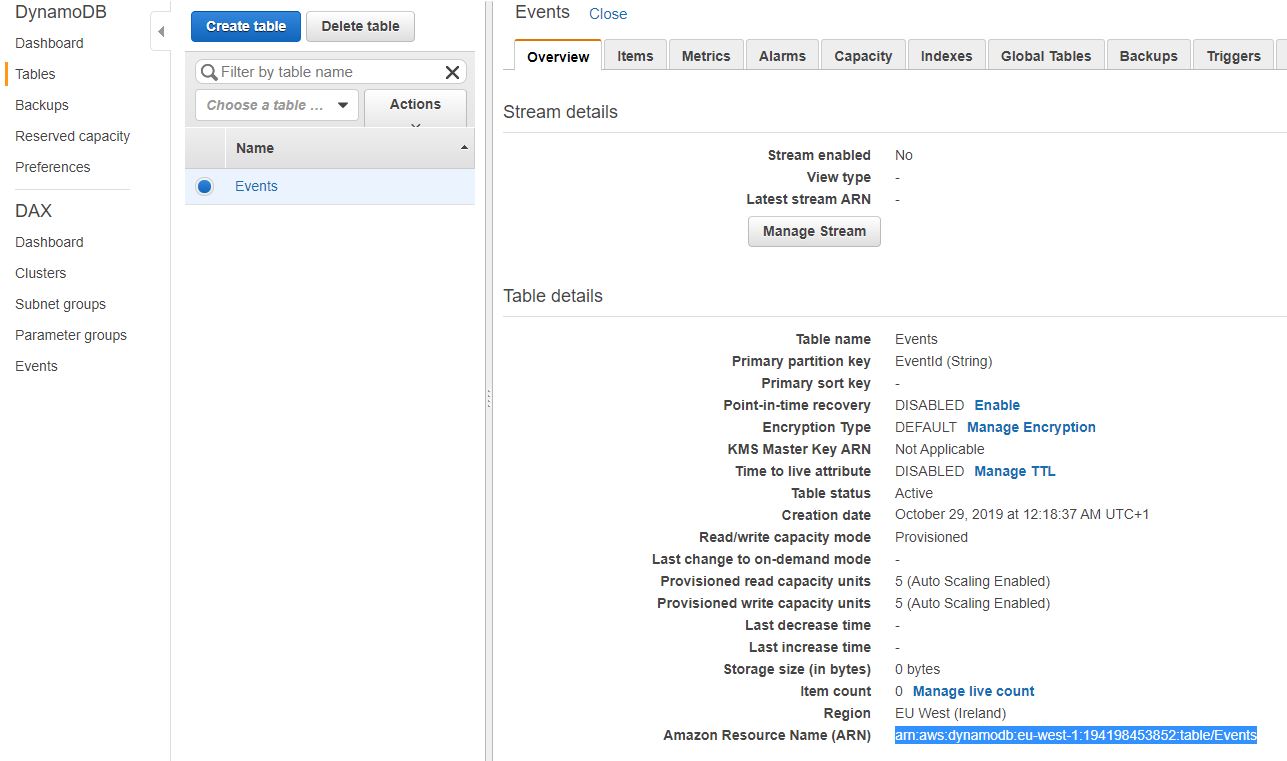 DynamoDB
Dashboard
Tables
Backups
Reserved capacity
Preferences
DAX
Dashboard
Clusters
Subnet groups
Parameter groups
Events
Create table Delete table
Filter by table name
Choose a table ... Actions
Name
Events
Events Close
Overview Items Metrics Alarms Capacity Indexes Global Tables Backups Triggers
Stream details
Stream enabled No
View type -
Latest stream ARN -
Manage Stream
Table details
Table name Events
Primary partition key EventId (String)
Primary sort key -
Point-in-time recovery DISABLED Enable
Encryption Type DEFAULT Manage Encryption
KMS Master Key ARN Not Applicable
Time to live attribute DISABLED Manage TTL
Table status Active
Creation date October 29, 2019 at 12:18:37 AM UTC+1
Read/write capacity mode Provisioned
Last change to on-demand mode -
Provisioned read capacity units 5 (Auto Scaling Enabled)
Provisioned write capacity units 5 (Auto Scaling Enabled)
Last decrease time -
Last increase time -
Storage size (in bytes) 0 bytes
Item count 0 Manage live count
Region EU West (Ireland)
Amazon Resource Name (ARN) arn:aws:dynamodb:eu-west-1:194198453852:table/Events